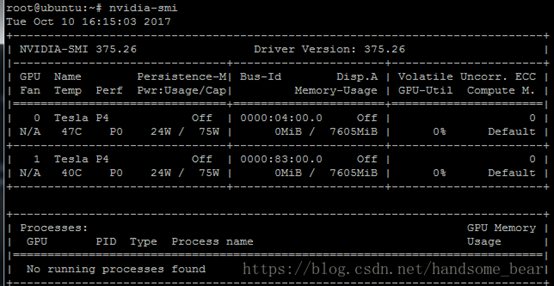 root@ubuntu:~# nvidia-smi
Tue Oct 10 16:15:03 2017
NVIDIA-SMI 375.26 Driver Version: 375.26
GPU Name Persistence-M| Bus-Id Disp.A | Volatile Uncorr. ECC
Fan Temp Perf Pwr:Usage/Cap| Memory-Usage | GPU-Util Compute M.
0 Tesla P4 Off | 0000:04:00.0 Off | 0
N/A 47C P0 24W / 75W | 0MiB / 7605MiB | 0% Default
1 Tesla P4 Off | 0000:83:00.0 Off | 0
N/A 40C P0 24W / 75W | 0MiB / 7605MiB | 0% Default
Processes: GPU Memory
GPU PID Type Process name Usage
No running processes found
https://blog.csdn.net/handsome_bear